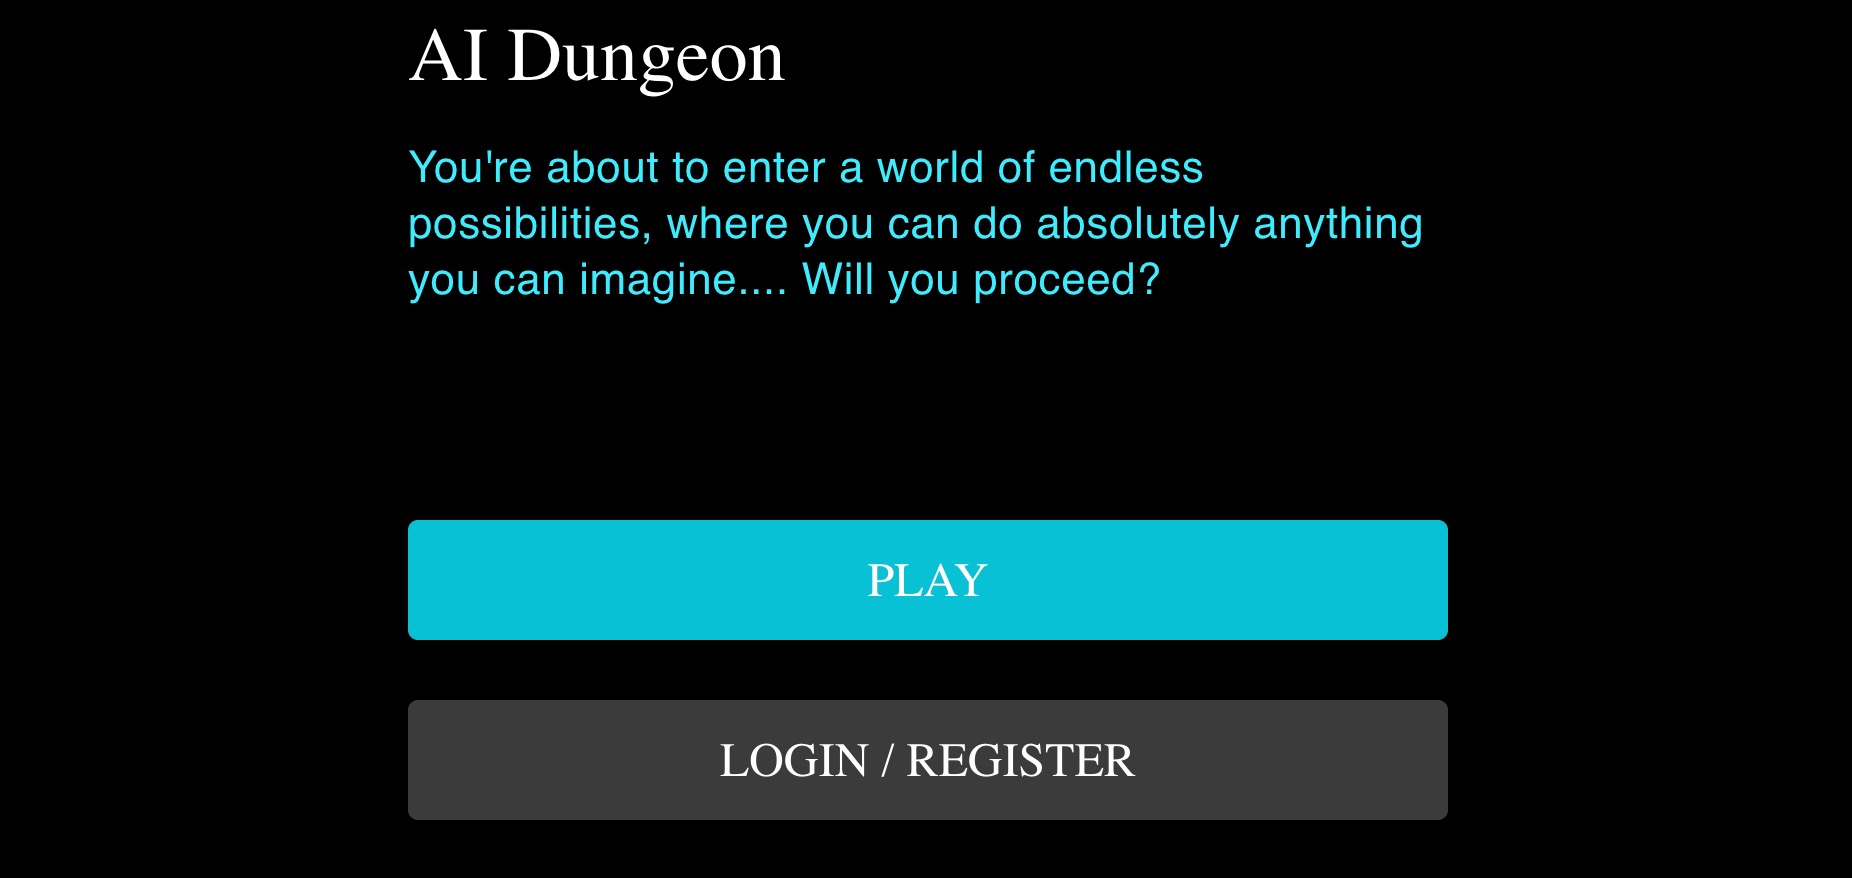 AI Dungeon
You're about to enter a world of endless
possibilities, where you can do absolutely anything
you can imagine.... Will you proceed?
PLAY
LOGIN / REGISTER